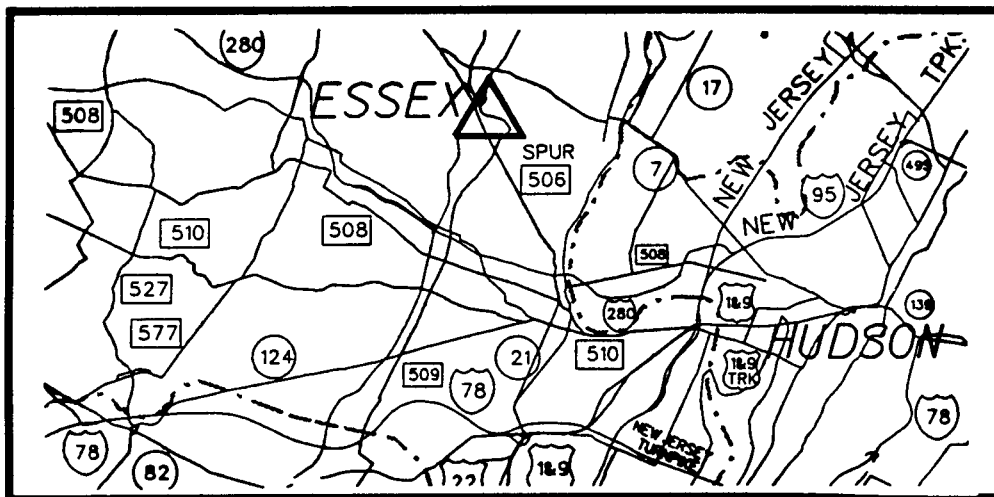 280
508
ESSEX
17
JERSEY
TPK.
SPUR
506
7
NEW
JERSEY
495
95
NEW
510
508
508
527
577
280
1&9
139
HUDSON
124
509
78
21
510
1&9
TRK
78
78
82
22
1&9
NEW JERSEY
TURNPIKE